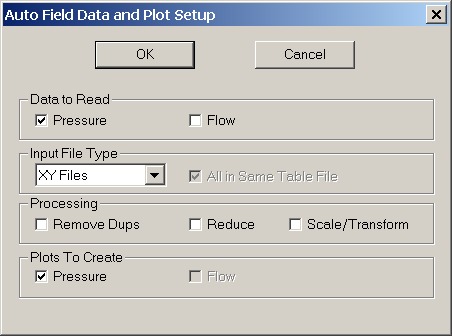 Auto Field Data and Plot Setup
OK Cancel
Data to Read
Pressure Flow
Input File Type
XY Files All in Same Table File
Processing
Remove Dups Reduce Scale/Transform
Plots To Create
Pressure Flow